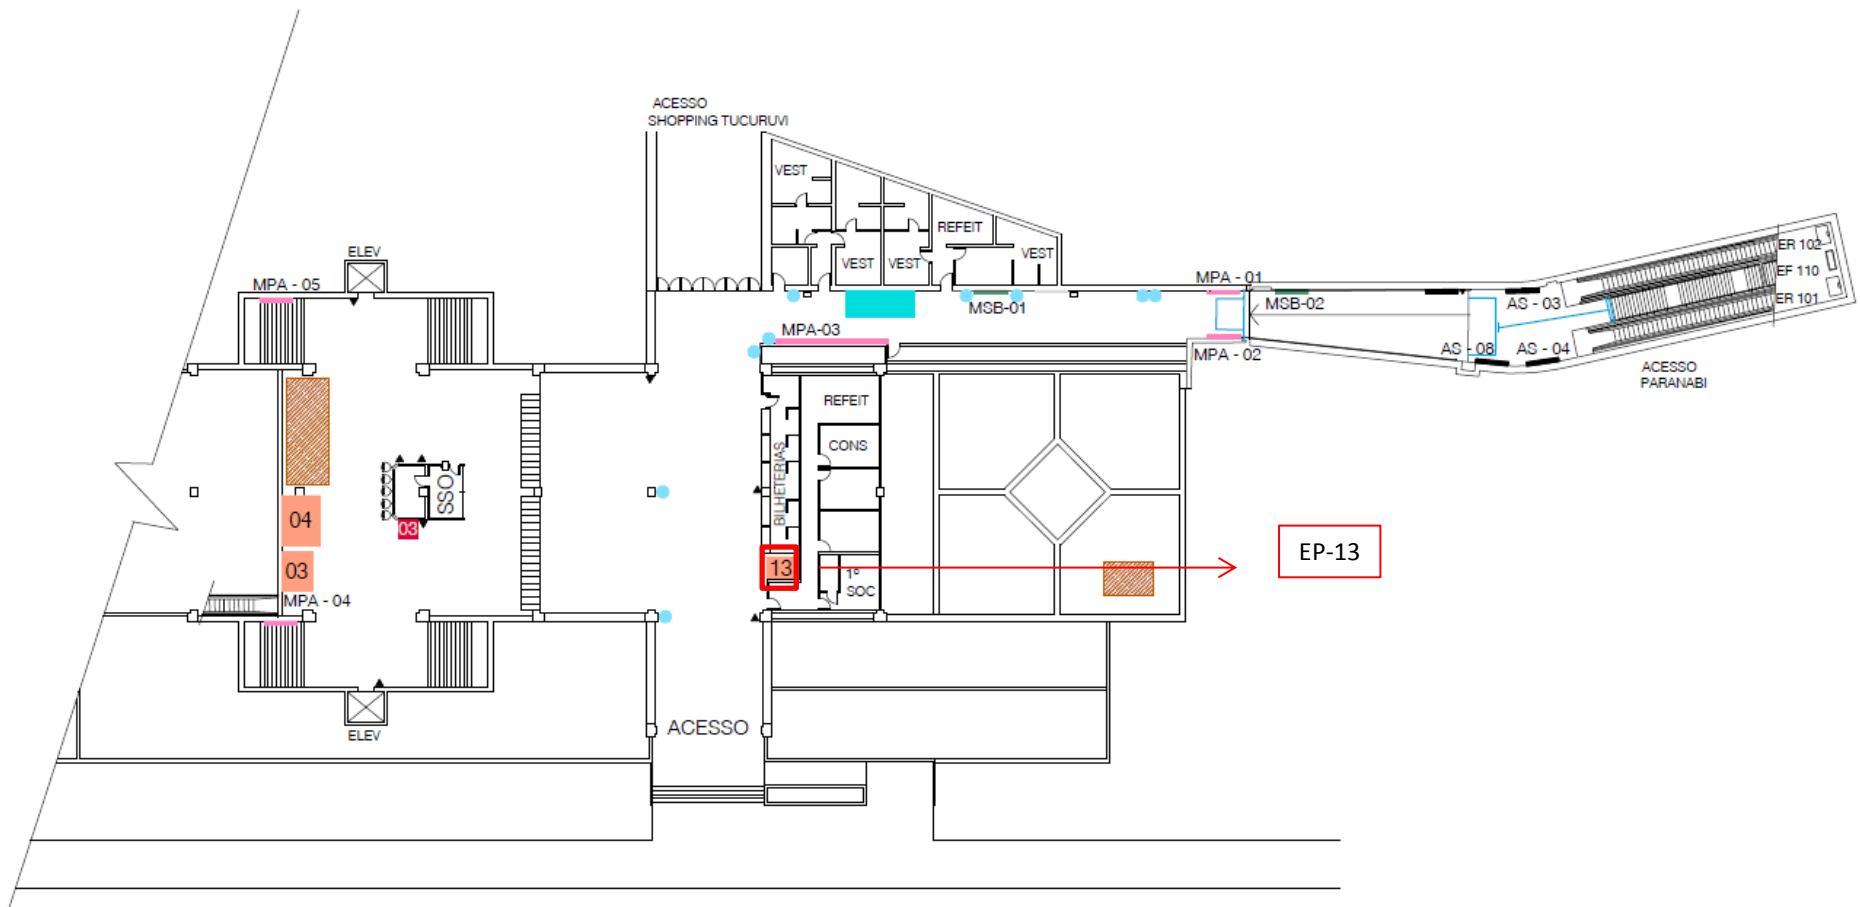 ACESSO
SHOPPING TUCURUVI
VEST
REFEIT
VEST
VEST
VEST
ELEV
MPA - 05
MPA - 01
MSB-01
MSB-02
AS - 03
ER 102
EF 110
ER 101
MPA-03
MPA - 02
AS - 08
AS - 04
ACESSO
PARANABI
REFEIT
CONS
BILHETERIAS
SSO
04
03
03
13
1º
SOC
EP-13
MPA - 04
ELEV
ACESSO